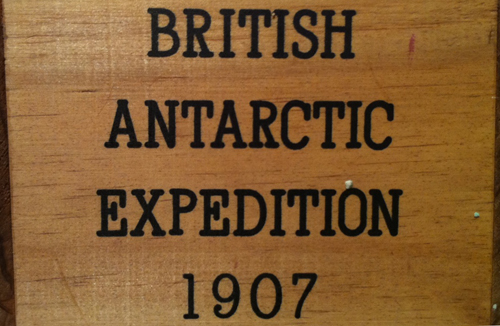 BRITISH
ANTARCTIC
EXPEDITION
1907